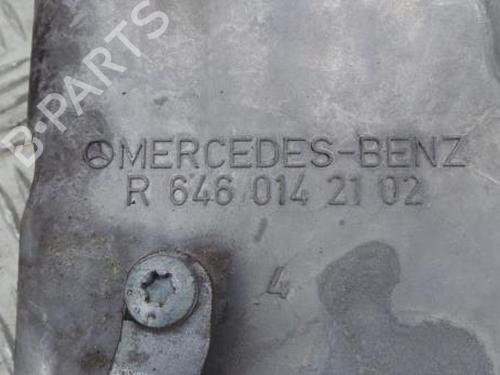 B-PARTS
MERCEDES-BENZ
R 646 014 21 02
4